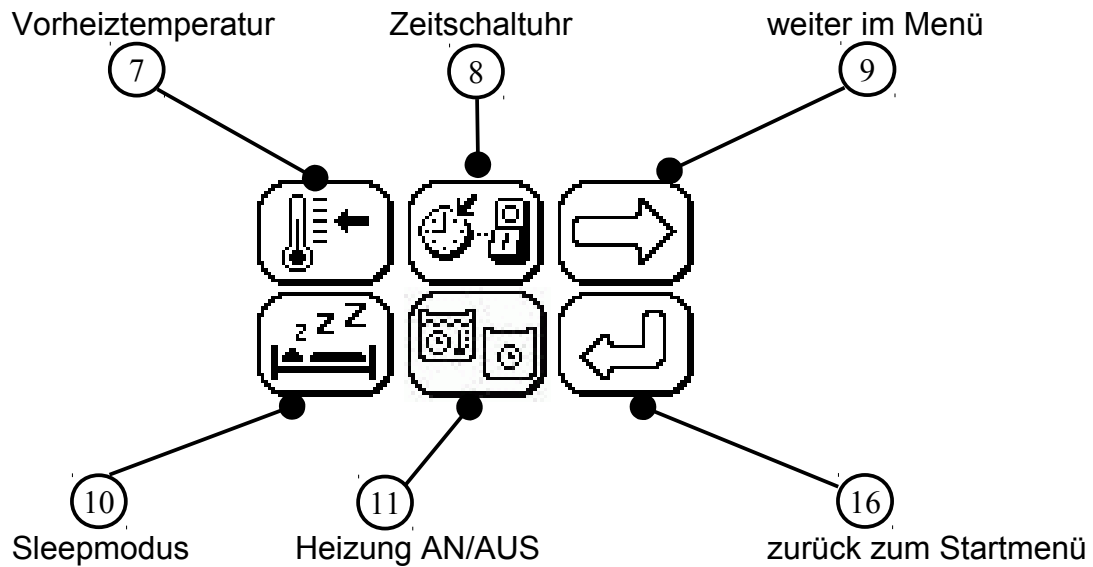 Vorheiztemperatur Zeitschaltuhr weiter im Menü
7 8 9
z z Z
10 11 16
Sleepmodus Heizung AN/AUS zurück zum Startmenü